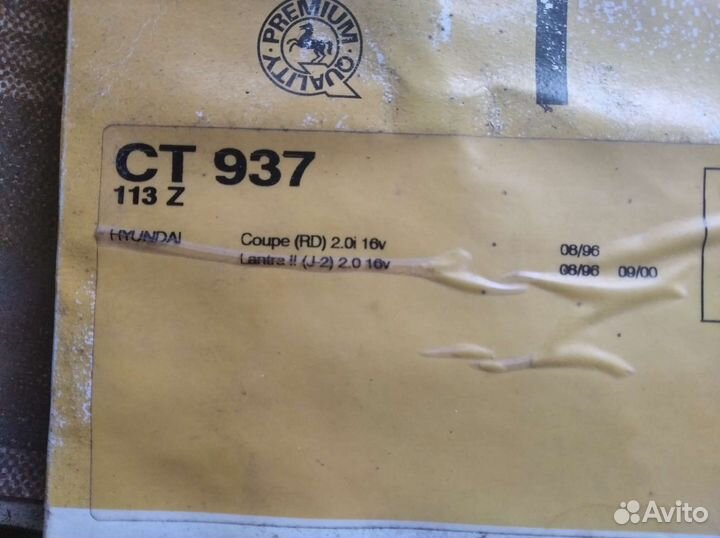 · PREMIUM · QUALITY
CT 937
113 Z
HYUNDAI Coupe (RD) 2.0i 16v 08/96
Lantra II (J-2) 2.0 16v 08/96 09/00
Avito